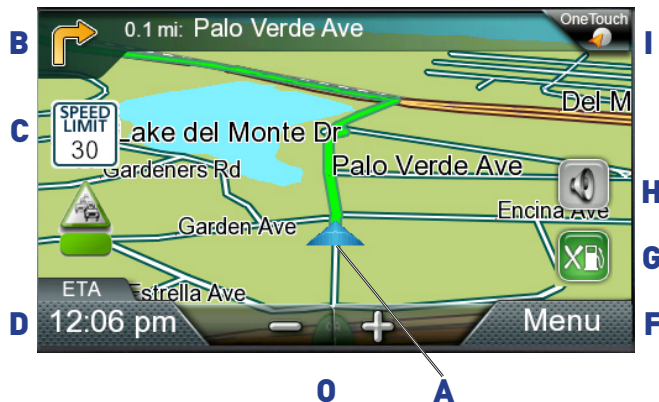 B
0.1 mi: Palo Verde Ave
OneTouch
I
C
SPEED
LIMIT
30
Lake del Monte Dr
Del M
Gardeners Rd
Palo Verde Ave
H
Garden Ave
Encina Ave
G
ETA
Estrella Ave
D
12:06 pm
Menu
F
O
A